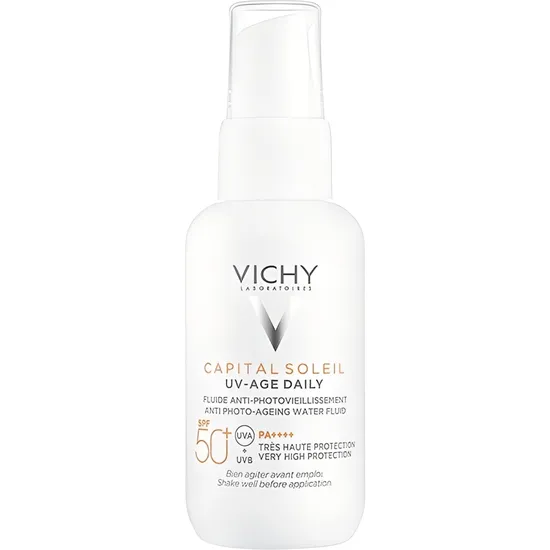 VICHY
LABORATOIRES
CAPITAL SOLEIL
UV-AGE DAILY
FLUIDE ANTI-PHOTOVIEILLISSEMENT
ANTI PHOTO-AGEING WATER FLUID
SPF
50+
UVA
+
UVB
PA++++
TRÈS HAUTE PROTECTION
VERY HIGH PROTECTION
Bien agiter avant emploi.
Shake well before application.